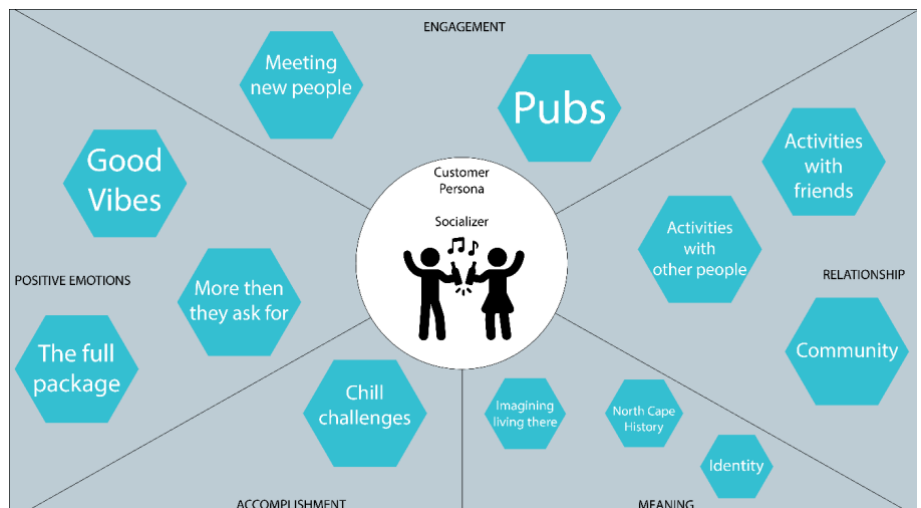 ENGAGEMENT
Meeting
new people
Pubs
Good
Vibes
Activities
with
friends
Customer
Persona
Socializer
Activities
with
other people
POSITIVE EMOTIONS
More then
they ask for
RELATIONSHIP
The full
package
Community
Chill
challenges
Imagining
living there
North Cape
History
Identity
ACCOMPLISHMENT
MEANING